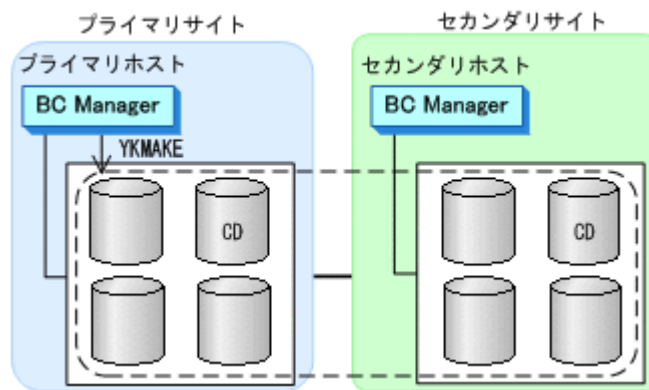 プライマリサイト
セカンダリサイト
プライマリホスト
セカンダリホスト
BC Manager
BC Manager
YKMAKE
CD
CD